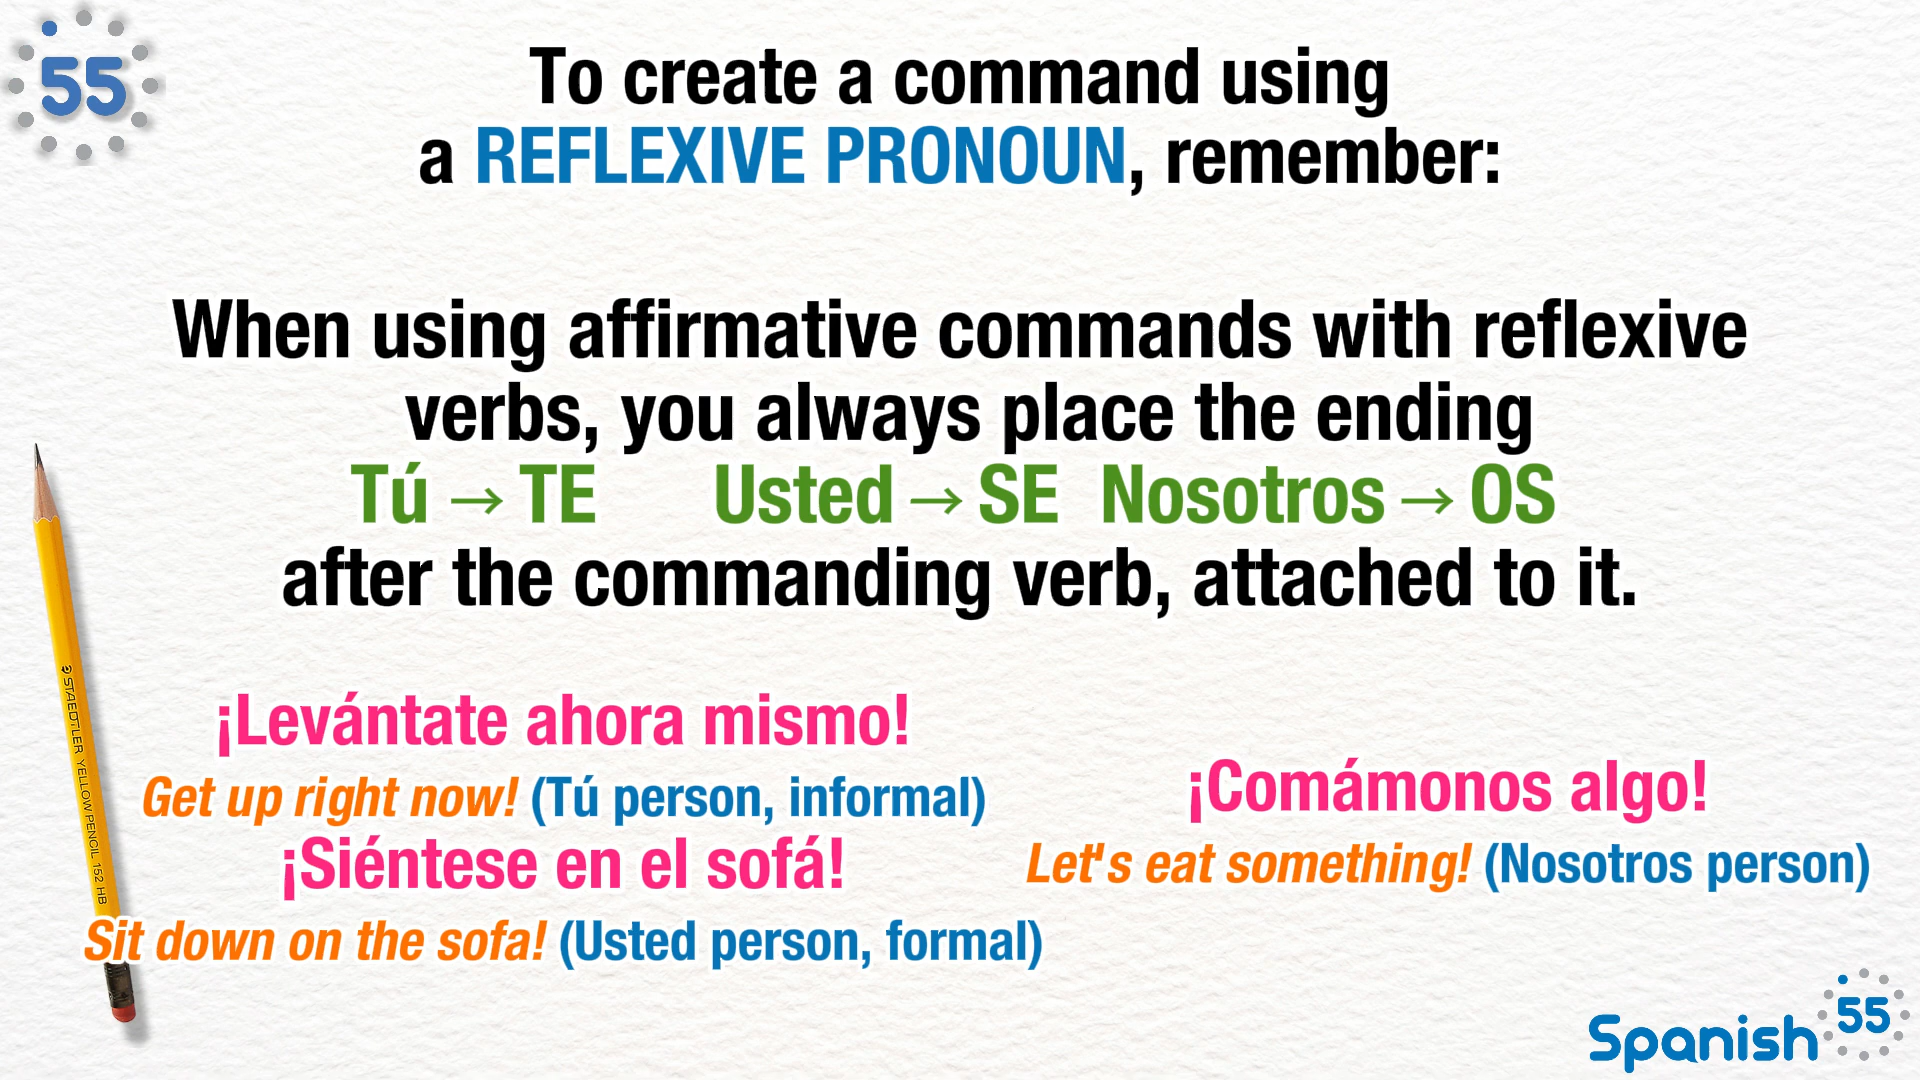 55
To create a command using
a REFLEXIVE PRONOUN, remember:
When using affirmative commands with reflexive
verbs, you always place the ending
Tú → TE Usted → SE Nosotros → OS
after the commanding verb, attached to it.
¡Levántate ahora mismo!
Get up right now! (Tú person, informal)
¡Siéntese en el sofá!
Sit down on the sofa! (Usted person, formal)
¡Comámonos algo!
Let's eat something! (Nosotros person)
STAEDTLER YELLOW PENCIL 152 HB
Spanish 55